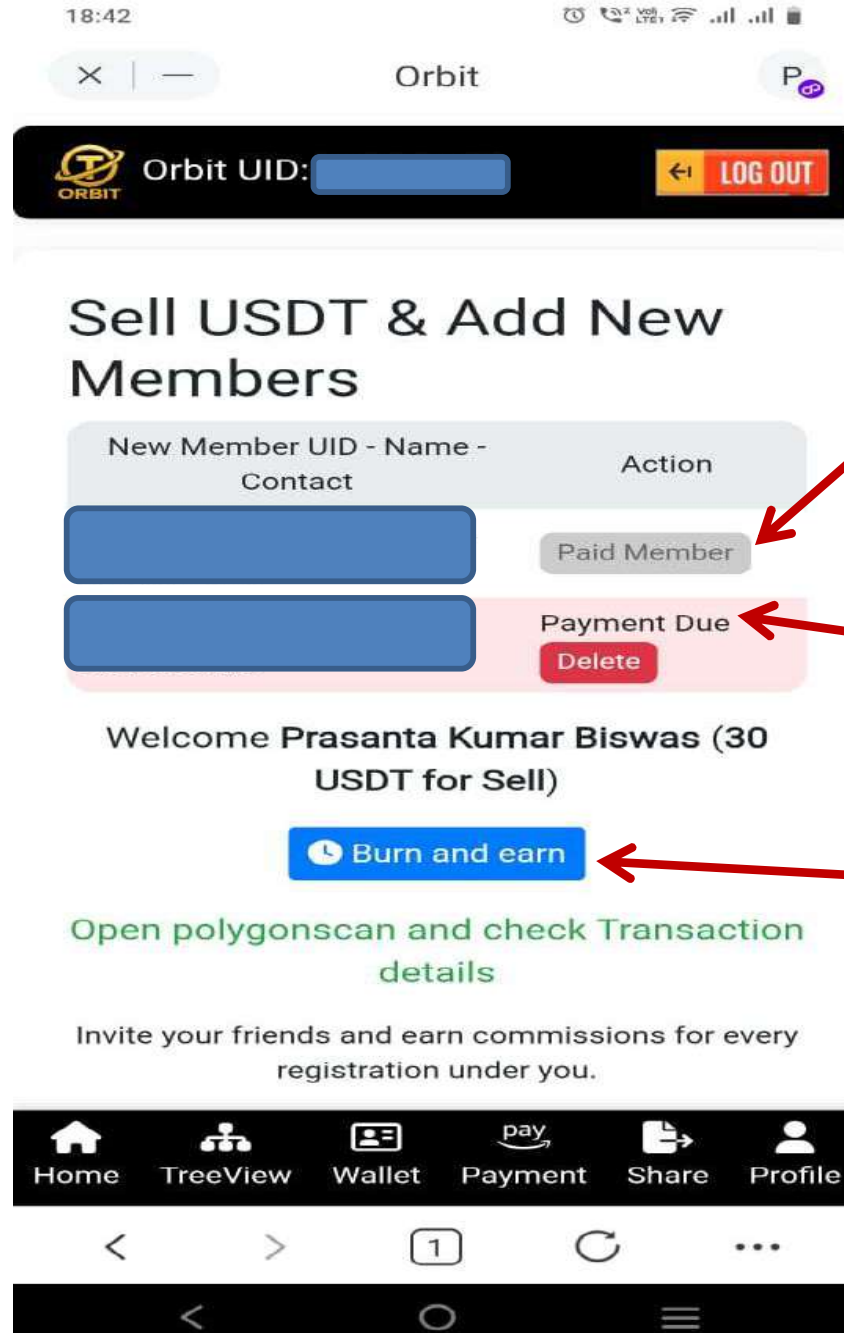 18:42
Orbit
P
ORBIT
Orbit UID:
LOG OUT
Sell USDT & Add New
Members
New Member UID - Name -
Contact
Action
Paid Member
Payment Due
Delete
Welcome Prasanta Kumar Biswas (30
USDT for Sell)
Burn and earn
Open polygonscan and check Transaction
details
Invite your friends and earn commissions for every
registration under you.
pay
Home TreeView Wallet Payment Share Profile
1